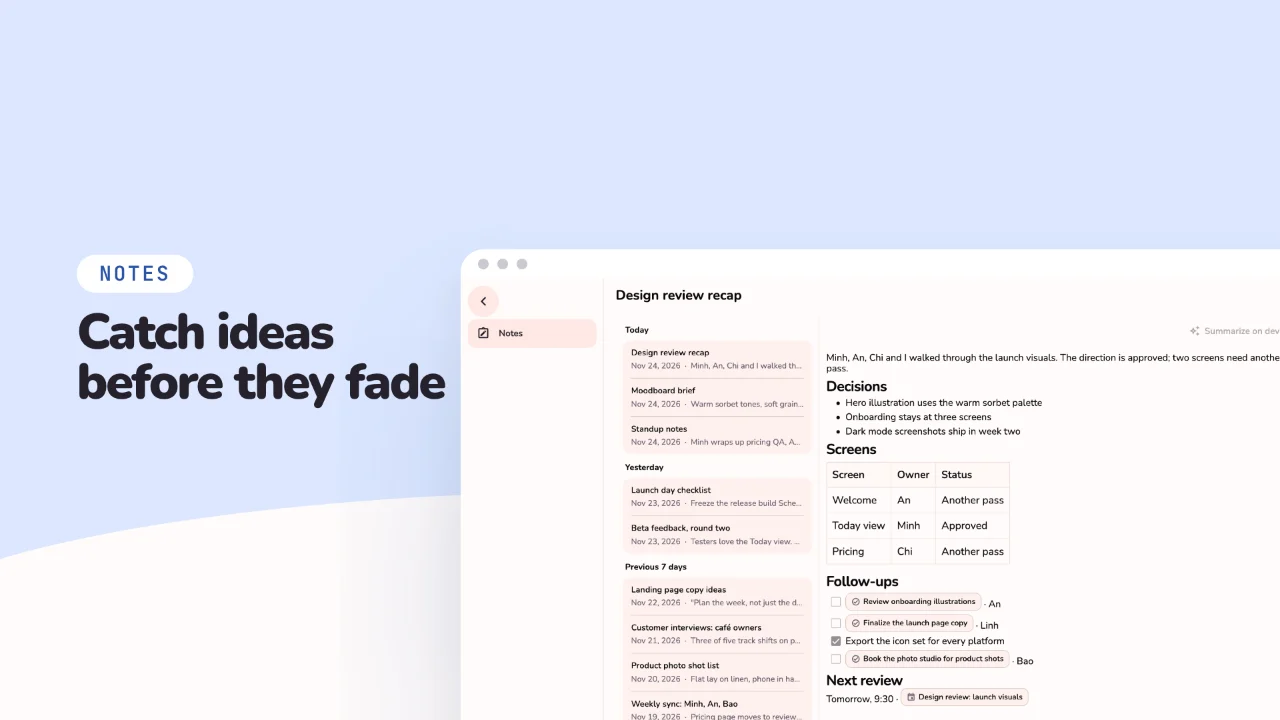 NOTES
Catch ideas
before they fade
Notes
Design review recap
Today
Design review recap
Nov 24, 2026 · Minh, An, Chi and I walked th...
Moodboard brief
Nov 24, 2026 · Warm sorbet tones, soft grain...
Standup notes
Nov 24, 2026 · Minh wraps up pricing QA, A...
Yesterday
Launch day checklist
Nov 23, 2026 · Freeze the release build Sche...
Beta feedback, round two
Nov 23, 2026 · Testers love the Today view. ...
Previous 7 days
Landing page copy ideas
Nov 22, 2026 · "Plan the week, not just the d...
Customer interviews: café owners
Nov 21, 2026 · Three of five track shifts on p...
Product photo shot list
Nov 20, 2026 · Flat lay on linen, phone in ha...
Weekly sync: Minh, An, Bao
Nov 19, 2026 · Pricing page moves to review...
Summarize on dev
Minh, An, Chi and I walked through the launch visuals. The direction is approved; two screens need anothe
pass.
Decisions
• Hero illustration uses the warm sorbet palette
• Onboarding stays at three screens
• Dark mode screenshots ship in week two
Screens
Screen Owner Status
Welcome An Another pass
Today view Minh Approved
Pricing Chi Another pass
Follow-ups
Review onboarding illustrations · An
Finalize the launch page copy · Linh
Export the icon set for every platform
Book the photo studio for product shots · Bao
Next review
Tomorrow, 9:30 · Design review: launch visuals